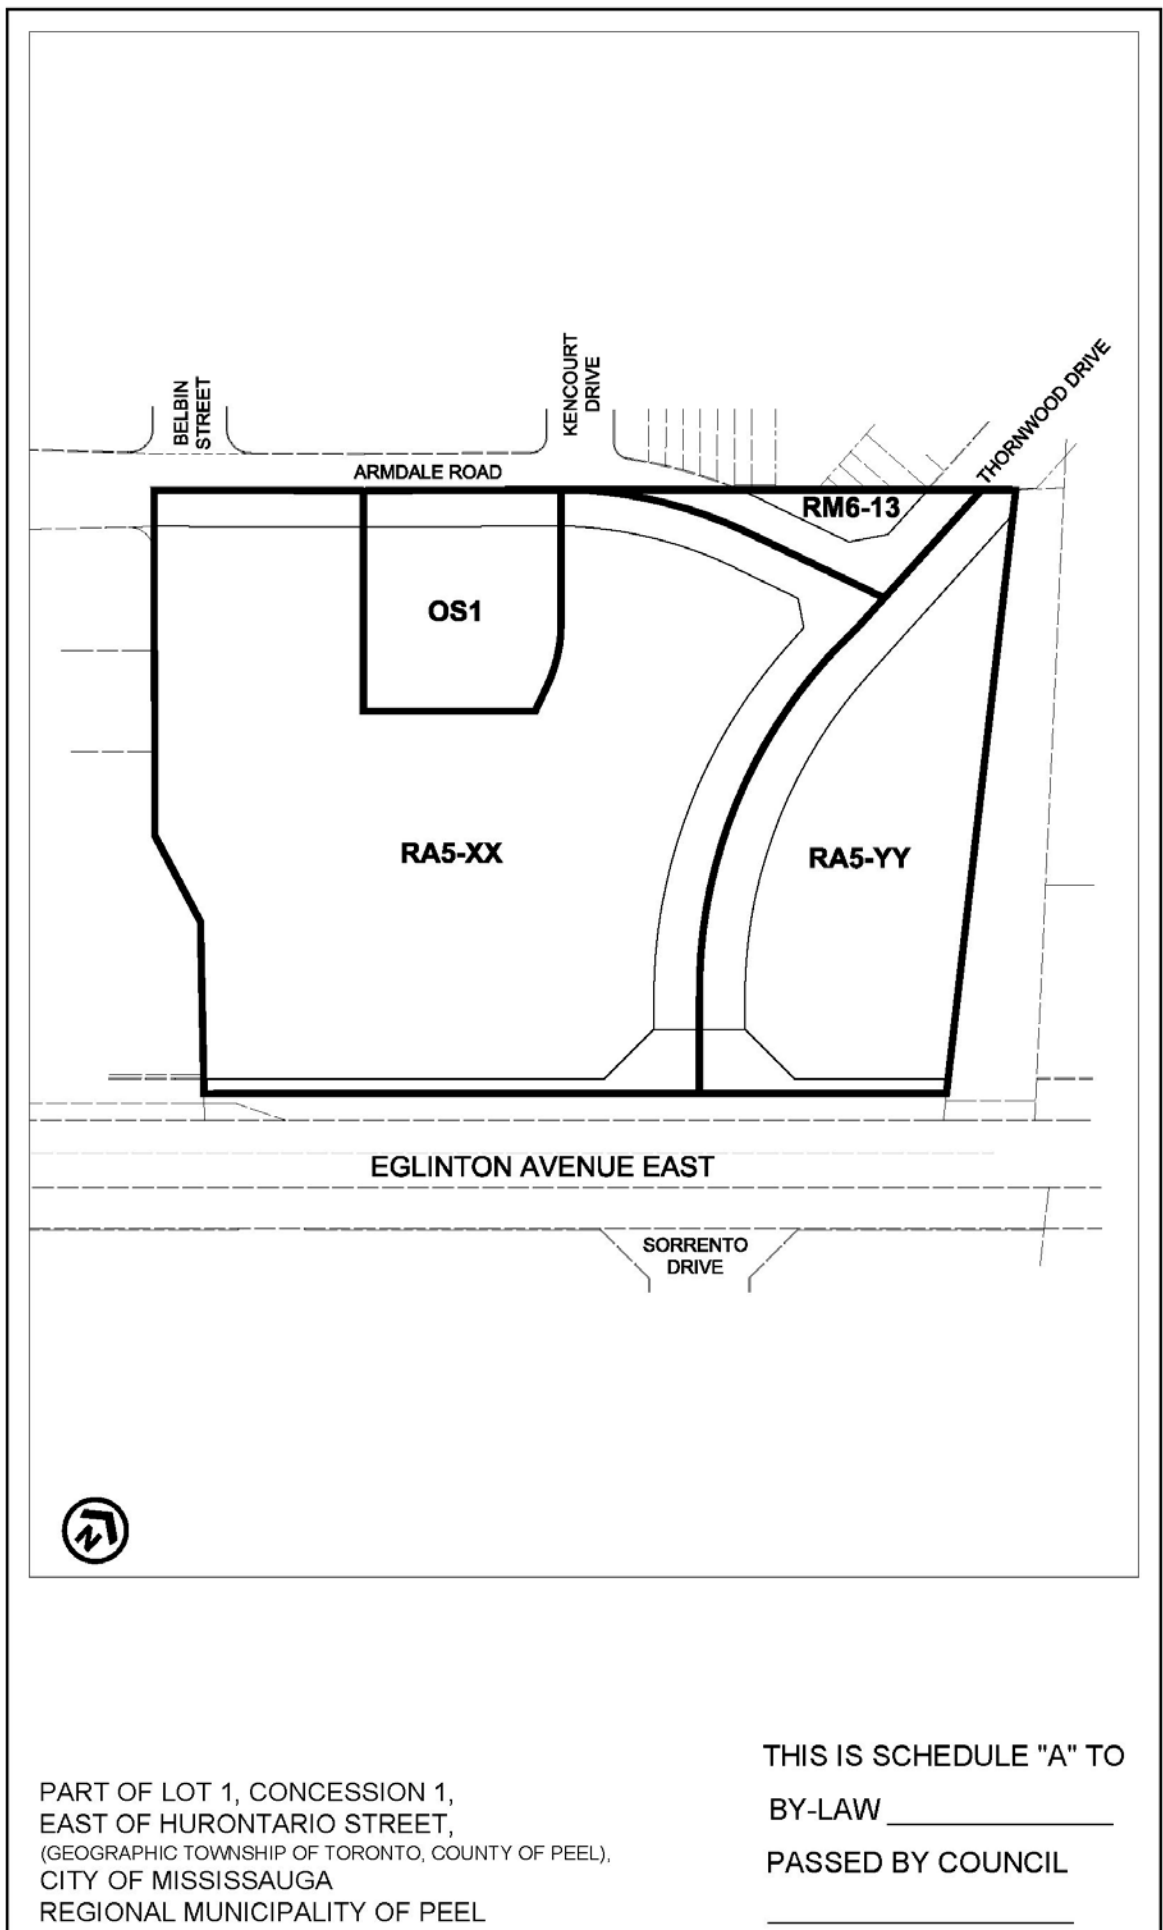 BELBIN
STREET
KENCOURT
DRIVE
THORNWOOD DRIVE
ARMDALE ROAD
RM6-13
OS1
RA5-XX
RA5-YY
EGLINTON AVENUE EAST
SORRENTO
DRIVE
N
THIS IS SCHEDULE "A" TO
BY-LAW
PASSED BY COUNCIL
PART OF LOT 1, CONCESSION 1,
EAST OF HURONTARIO STREET,
(GEOGRAPHIC TOWNSHIP OF TORONTO, COUNTY OF PEEL),
CITY OF MISSISSAUGA
REGIONAL MUNICIPALITY OF PEEL